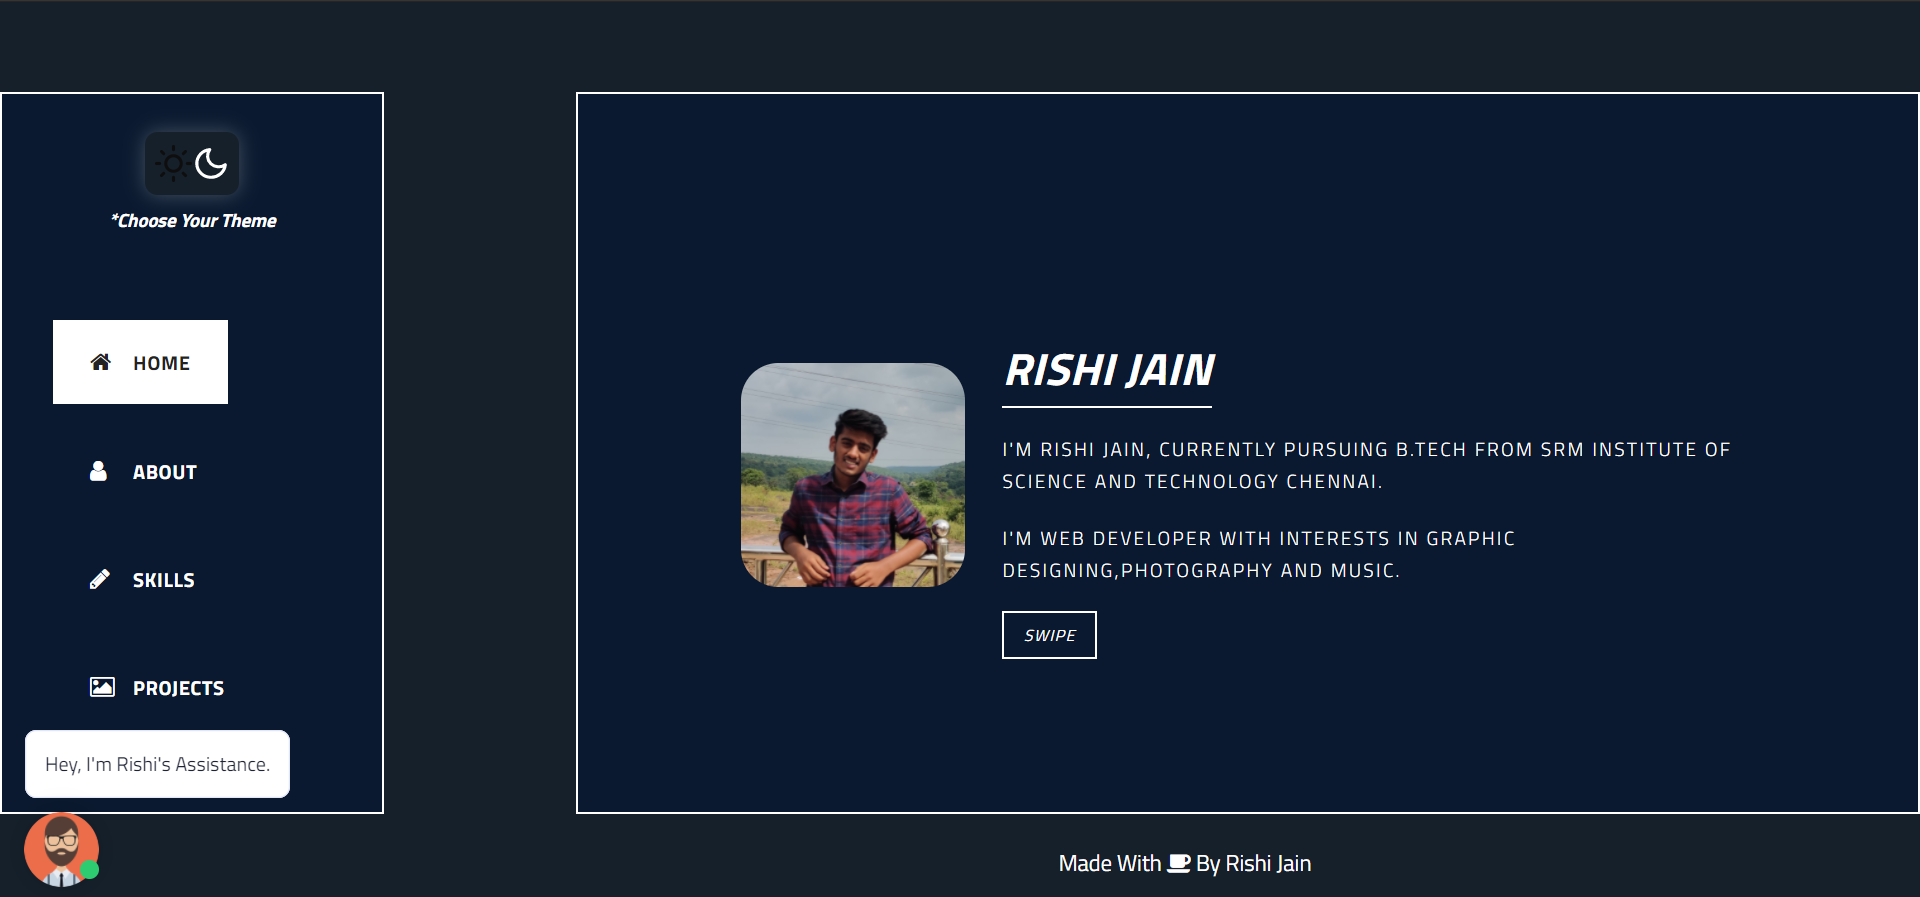 *Choose Your Theme
HOME
ABOUT
SKILLS
PROJECTS
Hey, I'm Rishi's Assistance.
RISHI JAIN
I'M RISHI JAIN, CURRENTLY PURSUING B.TECH FROM SRM INSTITUTE OF
SCIENCE AND TECHNOLOGY CHENNAI.
I'M WEB DEVELOPER WITH INTERESTS IN GRAPHIC
DESIGNING,PHOTOGRAPHY AND MUSIC.
SWIPE
Made With By Rishi Jain